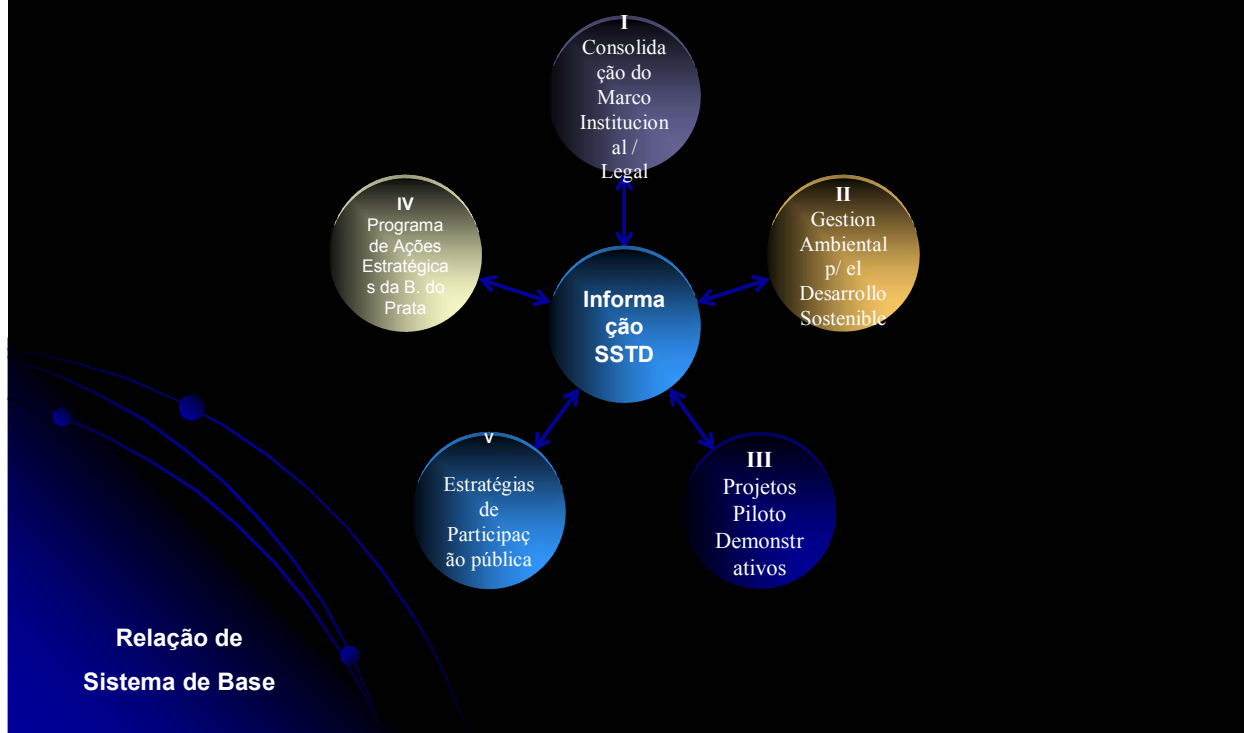 I
Consolida
ção do
Marco
Institucion
al /
Legal
IV
Programa
de Ações
Estratégica
s da B. do
Prata
II
Gestion
Ambiental
p/ el
Desarrollo
Sostenible
Informa
ção
SSTD
V
Estratégias
de
Participaç
ão pública
III
Projetos
Piloto
Demonstr
ativos
Relação de
Sistema de Base